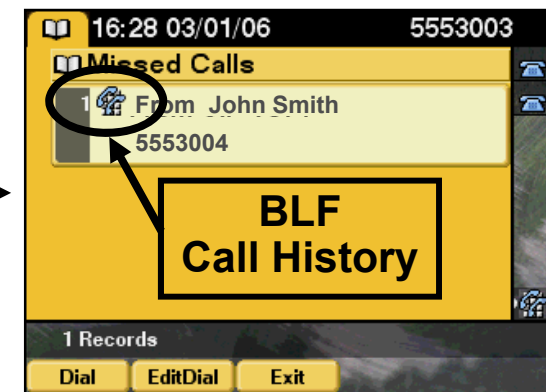 16:28 03/01/06 5553003
Missed Calls
1 From John Smith
5553004
BLF
Call History
1 Records
Dial EditDial Exit